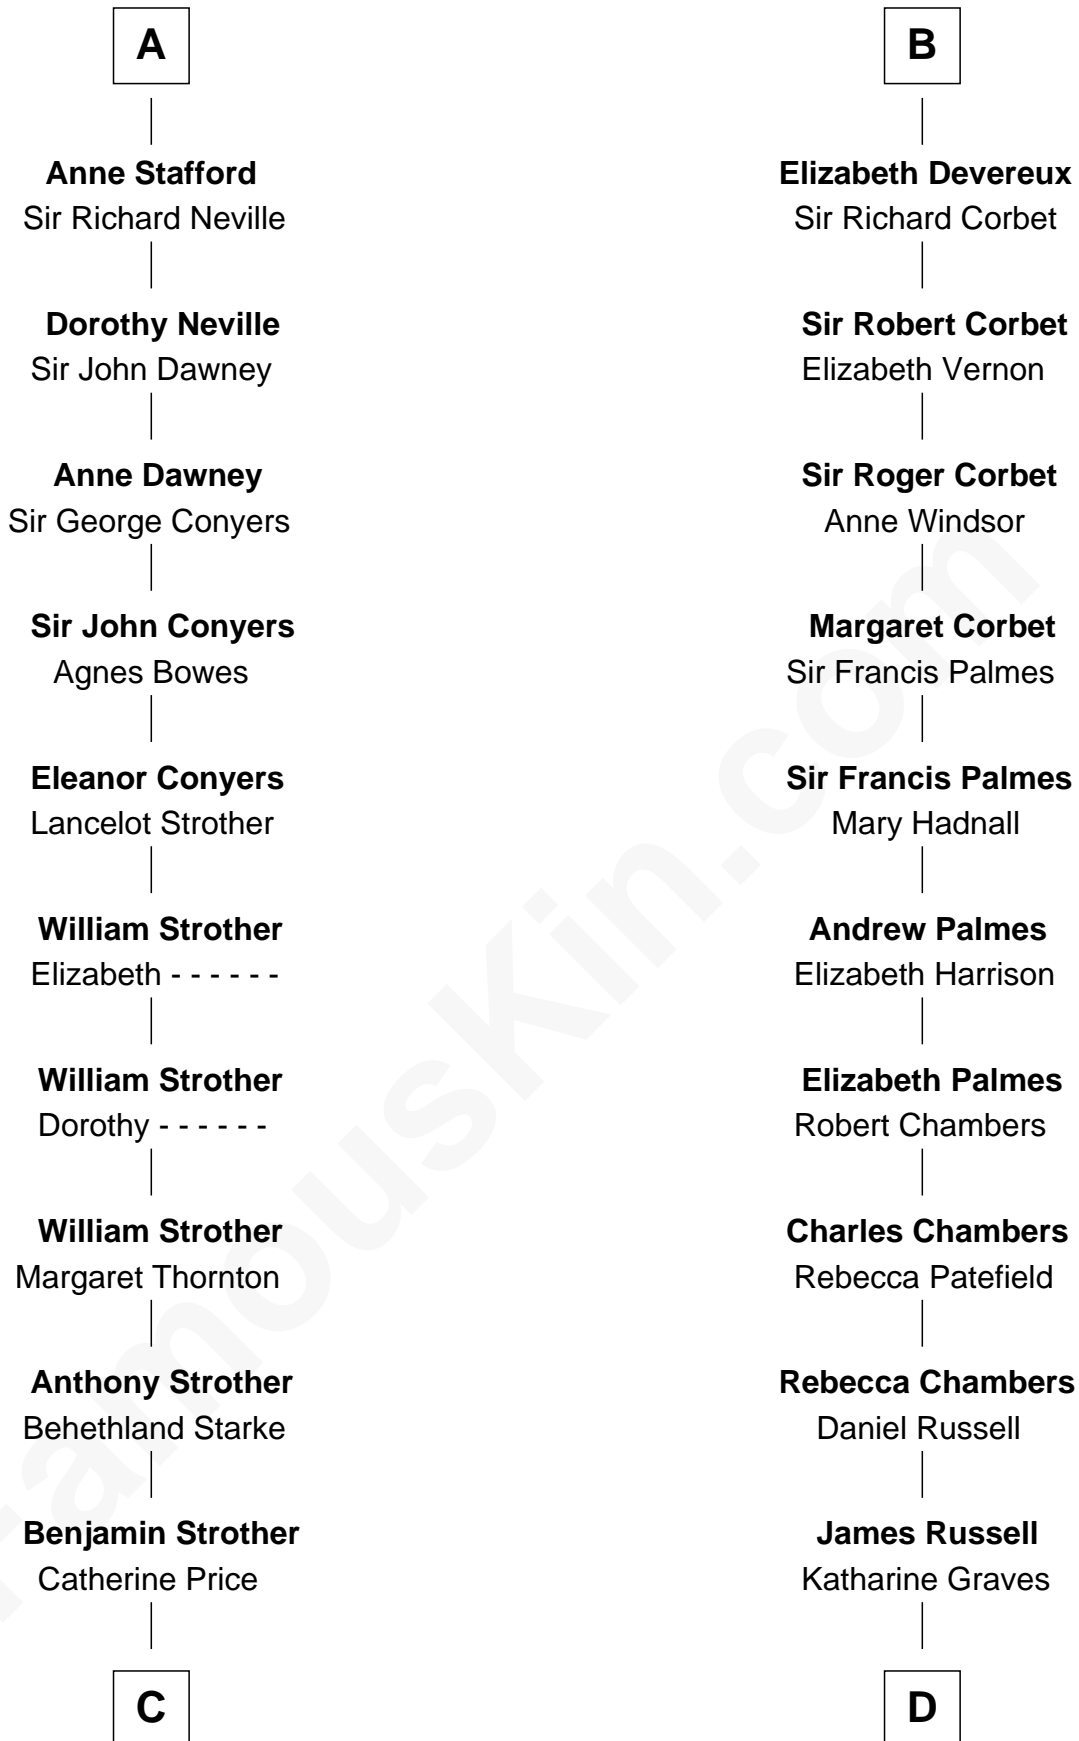 A
Anne Stafford
Sir Richard Neville
Dorothy Neville
Sir John Dawney
Anne Dawney
Sir George Conyers
Sir John Conyers
Agnes Bowes
Eleanor Conyers
Lancelot Strother
William Strother
Elizabeth - - - - - -
William Strother
Dorothy - - - - - -
William Strother
Margaret Thornton
Anthony Strother
Behethland Starke
Benjamin Strother
Catherine Price
C
B
Elizabeth Devereux
Sir Richard Corbet
Sir Robert Corbet
Elizabeth Vernon
Sir Roger Corbet
Anne Windsor
Margaret Corbet
Sir Francis Palmes
Sir Francis Palmes
Mary Hadnall
Andrew Palmes
Elizabeth Harrison
Elizabeth Palmes
Robert Chambers
Charles Chambers
Rebecca Patefield
Rebecca Chambers
Daniel Russell
James Russell
Katharine Graves
D
FamousKin.com